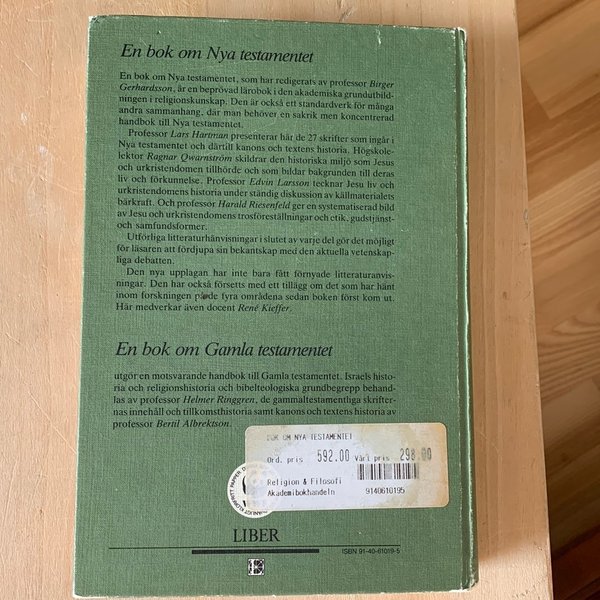 En bok om Nya testamentet
En bok om Nya testamentet, som har redigerats av professor Birger
Gerhardsson, är en beprövad lärobok i den akademiska grundutbild-
ningen i religionskunskap. Den är också ett standardverk för många
andra sammanhang, där man behöver en sakrik men koncentrerad
handbok till Nya testamentet.
Professor Lars Hartman presenterar här de 27 skrifter som ingår i
Nya testamentet och därtill kanons och textens historia. Högskole-
lektor Ragnar Qwarnström skildrar den historiska miljö som Jesus
och urkristendomen tillhörde och som bildar bakgrunden till deras
liv och förkunnelse. Professor Edvin Larsson tecknar Jesu liv och
urkristendomens historia under ständig diskussion av källmaterialets
bärkraft. Och professor Harald Riesenfeld ger en systematiserad bild
av Jesu och urkristendomens trosföreställningar och etik, gudstjänst-
och samfundsformer.
Utförliga litteraturhänvisningar i slutet av varje del gör det möjligt
för läsaren att fördjupa sin bekantskap med den aktuella vetenskap-
liga debatten.
Den nya upplagan har inte bara fått förnyade litteraturanvis-
ningar. Den har också försetts med ett tillägg om det som har hänt
inom forskningen på de fyra områdena sedan boken först kom ut.
Här medverkar även docent René Kieffer.
En bok om Gamla testamentet
utgör en motsvarande handbok till Gamla testamentet. Israels histo-
ria och religionshistoria och bibelteologiska grundbegrepp behand-
las av professor Helmer Ringgren, de gammaltestamentliga skrifter-
nas innehåll och tillkomsthistoria samt kanons och textens historia av
professor Bertil Albrektson.
BOK OM NYA TESTAMENTET
Ord. pris 592.00 Vårt pris 298.00
Religion & Filosofi
Akademibokhandeln 9140610195
LIBER
ISBN 91-40-61019-5